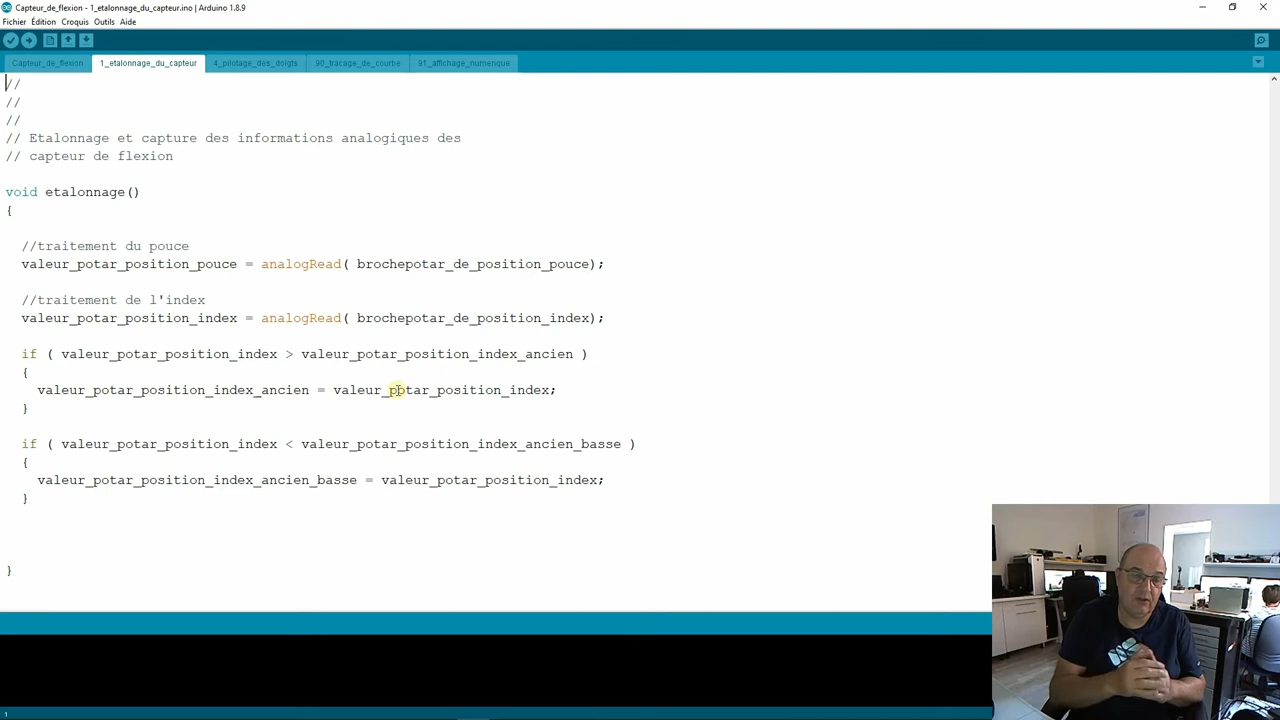 Capteur_de_flexion - 1_etalonnage_du_capteur.ino | Arduino 1.8.9
Fichier Édition Croquis Outils Aide
Capteur_de_flexion 1_etalonnage_du_capteur 4_pilotage_des_doigts 90_tracage_de_courbe 91_affichage_numerique
//
//
//
// Etalonnage et capture des informations analogiques des
// capteur de flexion
void etalonnage()
{
//traitement du pouce
valeur_potar_position_pouce = analogRead( brochepotar_de_position_pouce);
//traitement de l'index
valeur_potar_position_index = analogRead( brochepotar_de_position_index);
if ( valeur_potar_position_index > valeur_potar_position_index_ancien )
{
valeur_potar_position_index_ancien = valeur_potar_position_index;
}
if ( valeur_potar_position_index < valeur_potar_position_index_ancien_basse )
{
valeur_potar_position_index_ancien_basse = valeur_potar_position_index;
}
}
1